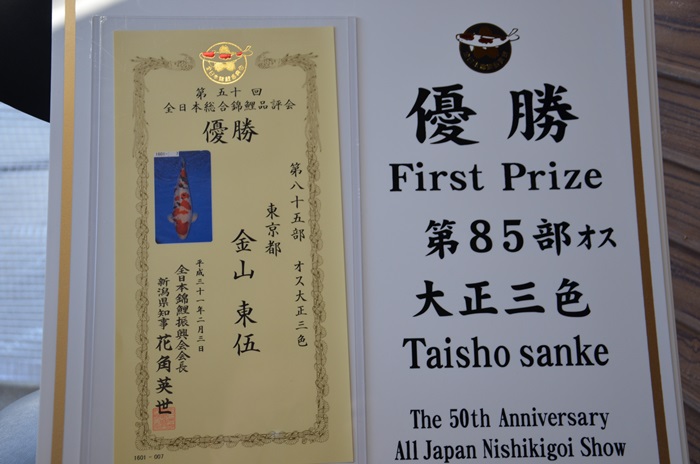 第五十回
全日本総合錦鯉品評会
優勝
第八十五部 オス大正三色
東京都
金山東伍
平成三十一年二月三日
全日本錦鯉振興会会長
新潟県知事 花角英世
1601-007
優勝
First Prize
第85部オス
大正三色
Taisho sanke
The 50th Anniversary
All Japan Nishikigoi Show